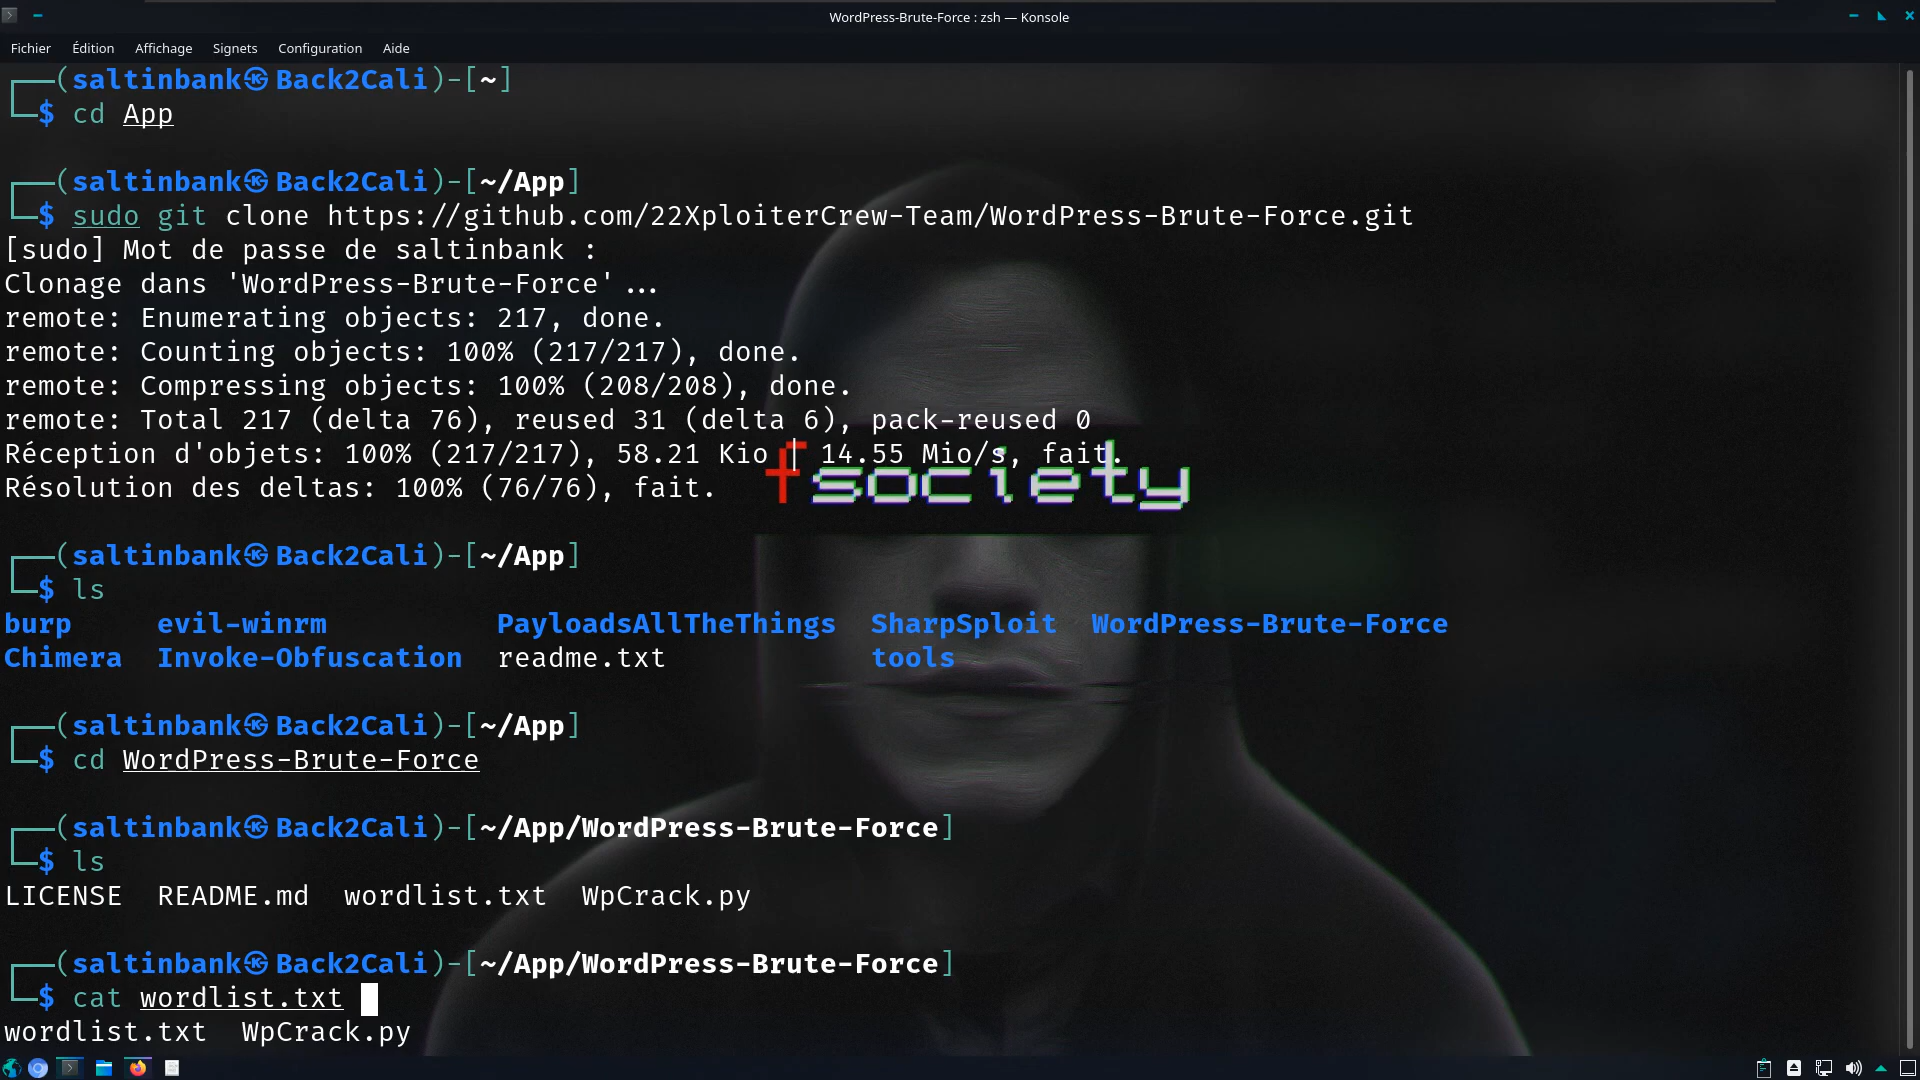 WordPress-Brute-Force : zsh — Konsole
Fichier Édition Affichage Signets Configuration Aide
┌──(saltinbank㉿Back2Cali)-[~]
└─$ cd App
┌──(saltinbank㉿Back2Cali)-[~/App]
└─$ sudo git clone https://github.com/22XploiterCrew-Team/WordPress-Brute-Force.git
[sudo] Mot de passe de saltinbank :
Clonage dans 'WordPress-Brute-Force'...
remote: Enumerating objects: 217, done.
remote: Counting objects: 100% (217/217), done.
remote: Compressing objects: 100% (208/208), done.
remote: Total 217 (delta 76), reused 31 (delta 6), pack-reused 0
Réception d'objets: 100% (217/217), 58.21 Kio | 14.55 Mio/s, fait.
Résolution des deltas: 100% (76/76), fait.
fsociety
┌──(saltinbank㉿Back2Cali)-[~/App]
└─$ ls
burp evil-winrm PayloadsAllTheThings SharpSploit WordPress-Brute-Force
Chimera Invoke-Obfuscation readme.txt tools
┌──(saltinbank㉿Back2Cali)-[~/App]
└─$ cd WordPress-Brute-Force
┌──(saltinbank㉿Back2Cali)-[~/App/WordPress-Brute-Force]
└─$ ls
LICENSE README.md wordlist.txt WpCrack.py
┌──(saltinbank㉿Back2Cali)-[~/App/WordPress-Brute-Force]
└─$ cat wordlist.txt
wordlist.txt WpCrack.py